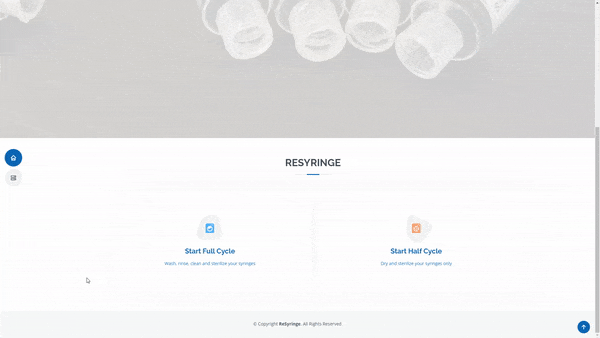 RESYRINGE
Start Full Cycle
Wash, rinse, clean and sterilize your syringes
Start Half Cycle
Dry and sterilize your syringes only
© Copyright ReSyringe. All Rights Reserved